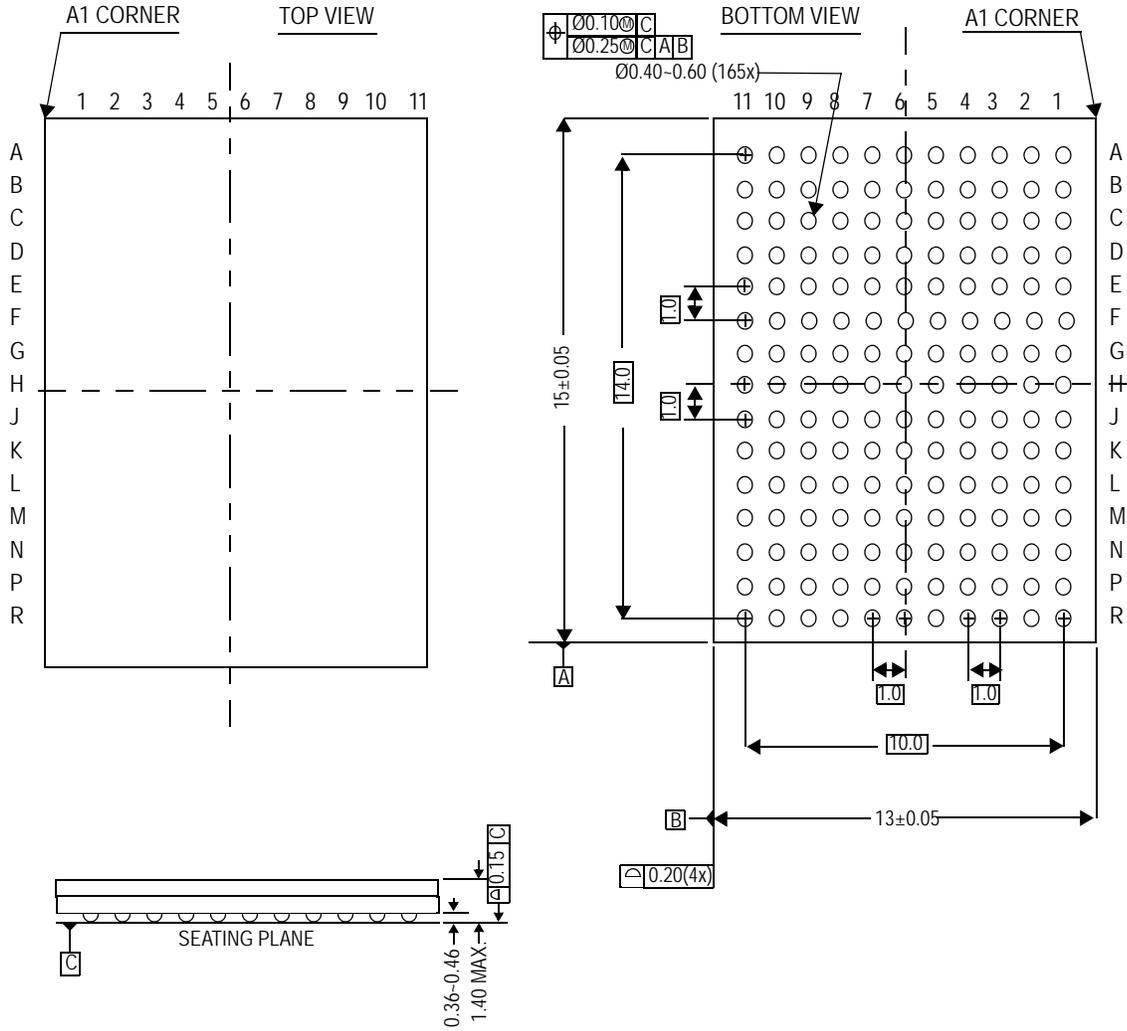 A1 CORNER
TOP VIEW
1 2 3 4 5 6 7 8 9 10 11
A
B
C
D
E
F
G
H
J
K
L
M
N
P
R
Ø0.10Ⓜ C
Ø0.25Ⓜ C A B
Ø0.40~0.60 (165x)
BOTTOM VIEW
A1 CORNER
11 10 9 8 7 6 5 4 3 2 1
A
B
C
D
E
F
G
H
J
K
L
M
N
P
R
15±0.05
14.0
1.0
1.0
A
1.0
1.0
10.0
B
13±0.05
0.20(4x)
0.15 C
SEATING PLANE
C
0.36~0.46
1.40 MAX.